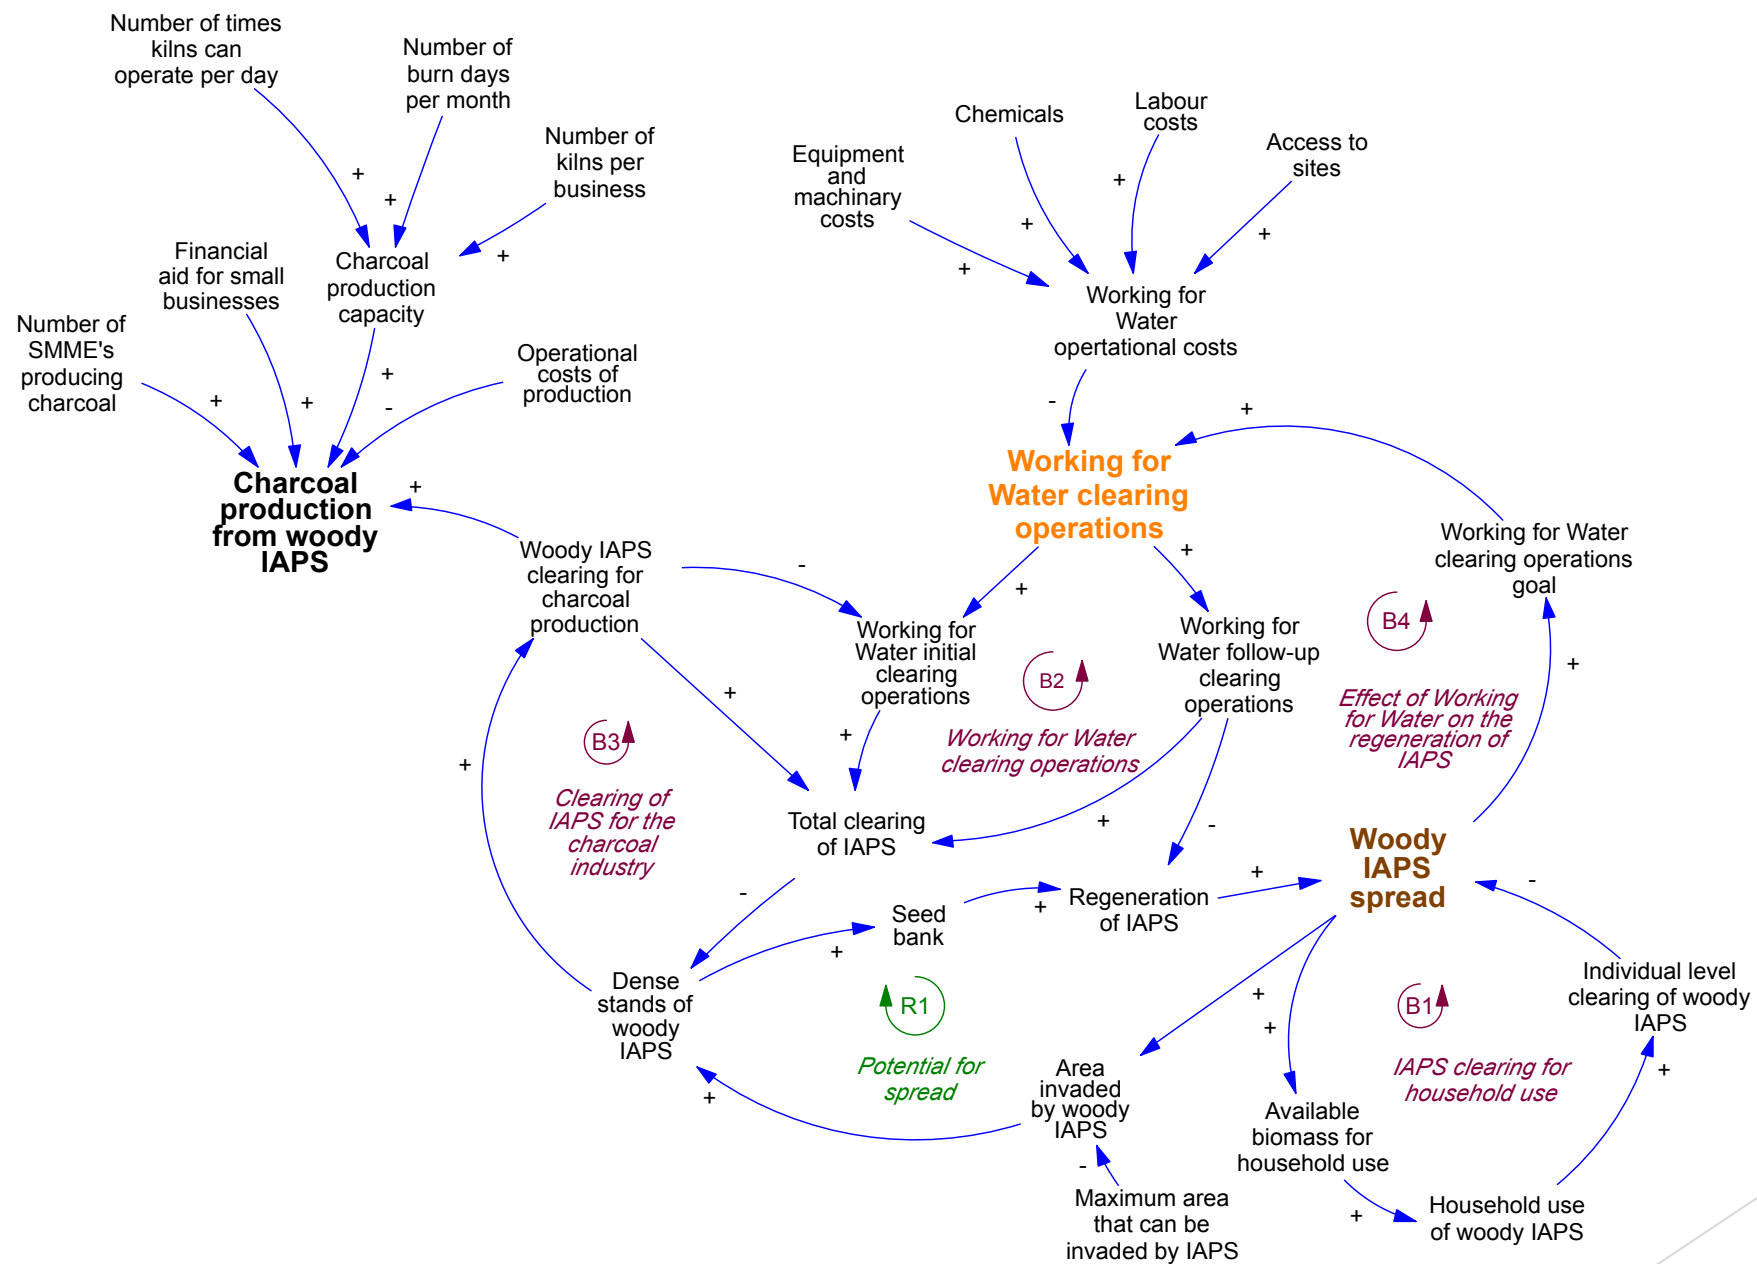 Number of times
kilns can
operate per day
Number of
burn days
per month
Number of
kilns per
business
Financial
aid for small
businesses
Charcoal
production
capacity
Number of
SMME's
producing
charcoal
Operational
costs of
production
+
+
+
+
+
+
-
Charcoal
production
from woody
IAPS
+
Chemicals
Labour
costs
Equipment
and
machinary
costs
Access to
sites
+
+
+
+
Working for
Water
opertational costs
-
+
Working for
Water clearing
operations
Working for Water
clearing operations
goal
Woody IAPS
clearing for
charcoal
production
-
+
+
Working for
Water initial
clearing
operations
Working for
Water follow-up
clearing
operations
B4
Effect of Working
for Water on the
regeneration of
IAPS
+
B2
Working for Water
clearing operations
B3
Clearing of
IAPS for the
charcoal
industry
+
+
+
+
-
Total clearing
of IAPS
Woody
IAPS
spread
-
+
-
Seed
bank
+
Regeneration
of IAPS
+
Dense
stands of
woody
IAPS
R1
Potential for
spread
+
+
B1
IAPS clearing for
household use
Individual level
clearing of woody
IAPS
+
+
Area
invaded
by woody
IAPS
-
Maximum area
that can be
invaded by IAPS
Available
biomass for
household use
+
Household use
of woody IAPS